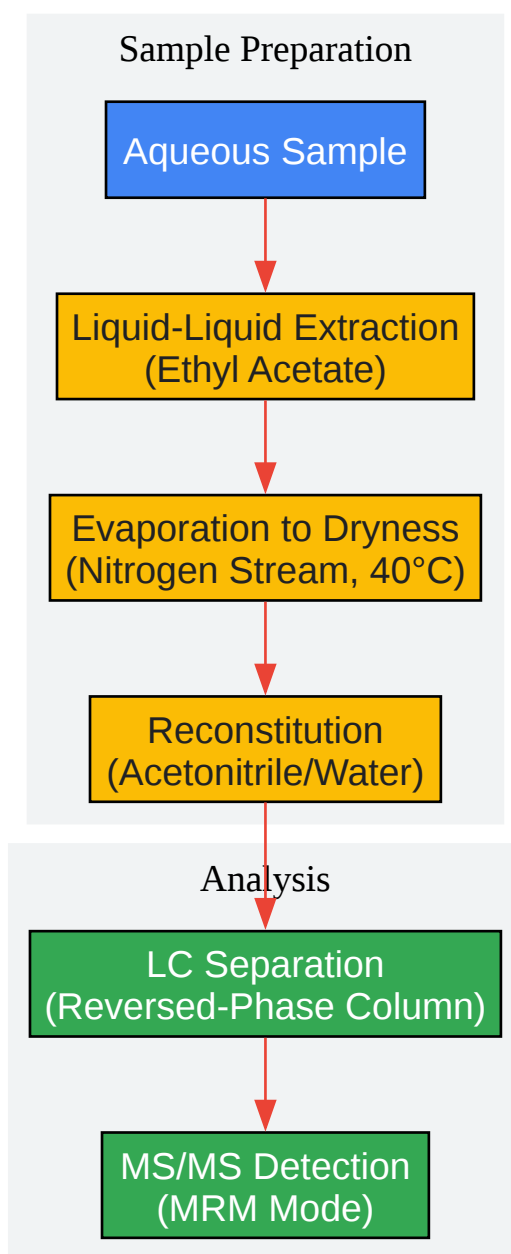 Sample Preparation
Aqueous Sample
Liquid-Liquid Extraction
(Ethyl Acetate)
Evaporation to Dryness
(Nitrogen Stream, 40°C)
Reconstitution
(Acetonitrile/Water)
Analysis
LC Separation
(Reversed-Phase Column)
MS/MS Detection
(MRM Mode)